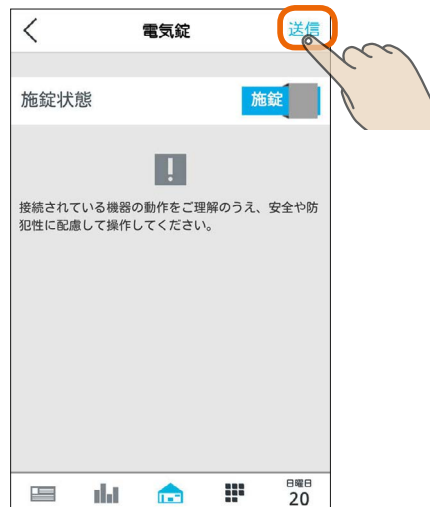 電気錠
送信
施錠状態
施錠
接続されている機器の動作をご理解のうえ、安全や防
犯性に配慮して操作してください。
日曜日
20